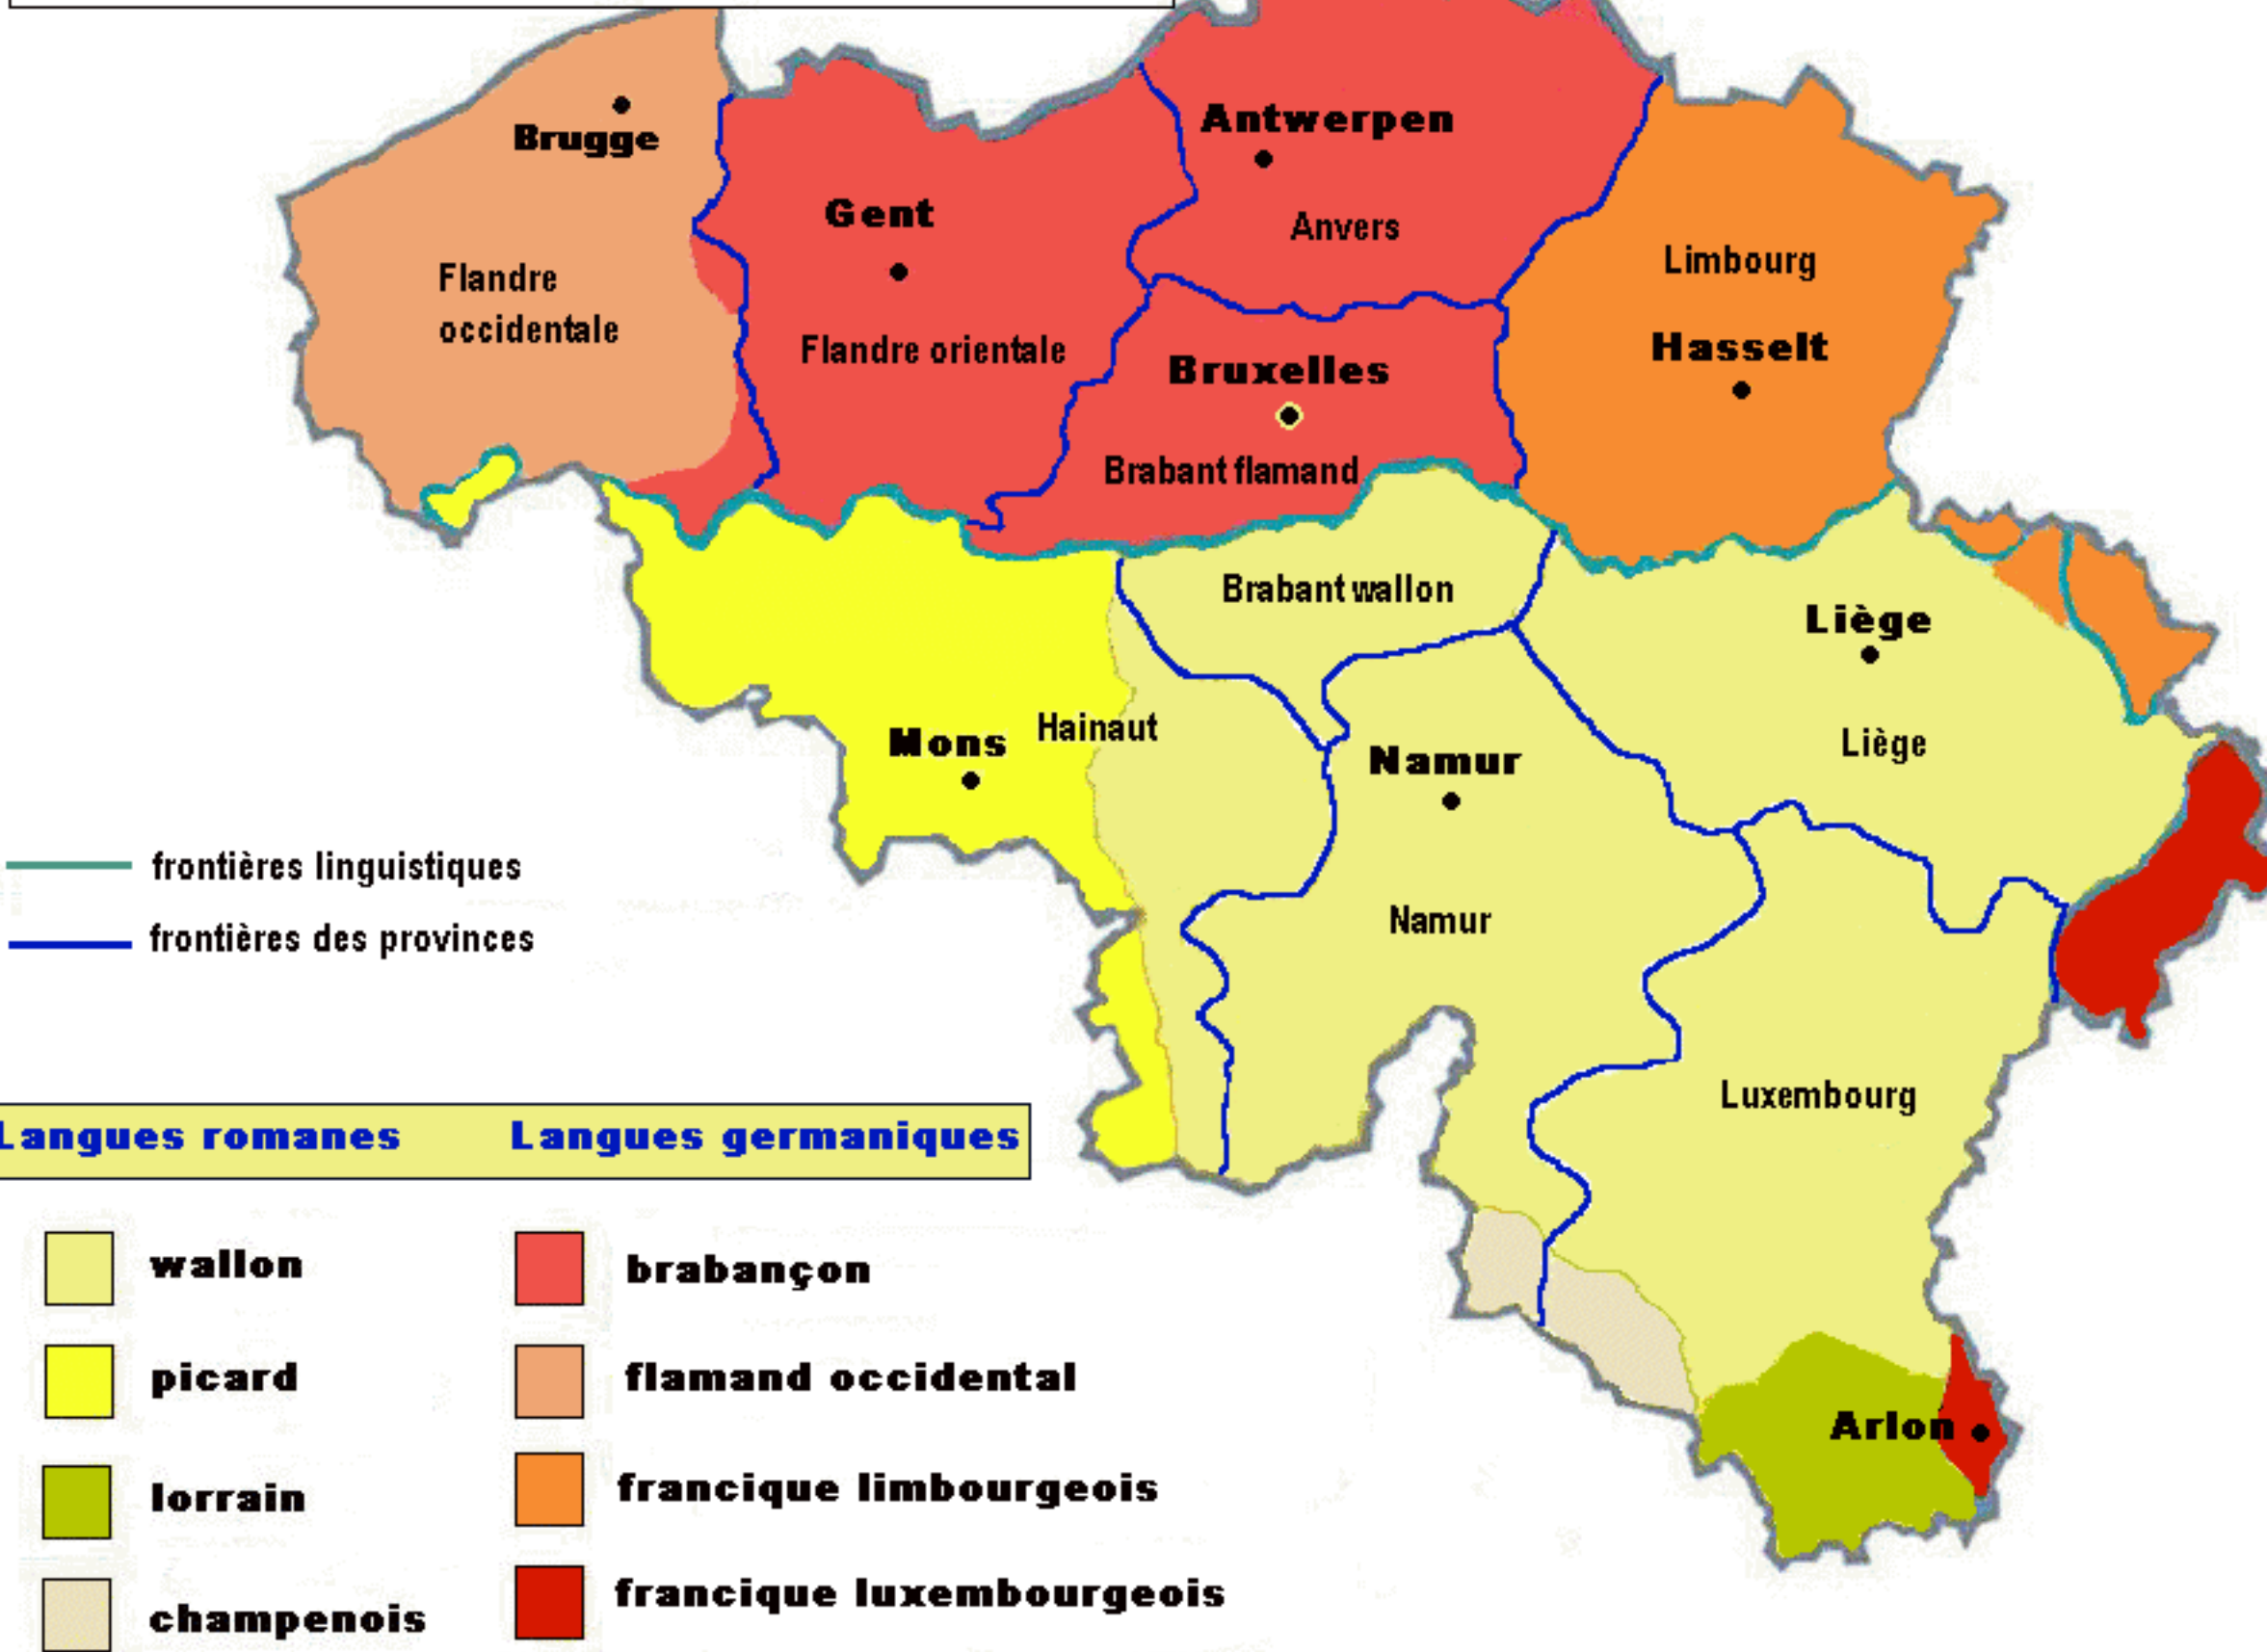 Brugge
Antwerpen
Gent
Anvers
Limbourg
Flandre
occidentale
Hasselt
Flandre orientale
Bruxelles
Brabant flamand
Brabant wallon
Liège
Mons
Hainaut
Namur
Liège
frontières linguistiques
Namur
frontières des provinces
Luxembourg
Langues romanes Langues germaniques
wallon brabançon
picard flamand occidental
Arlon
lorrain francique limbourgeois
champenois francique luxembourgeois